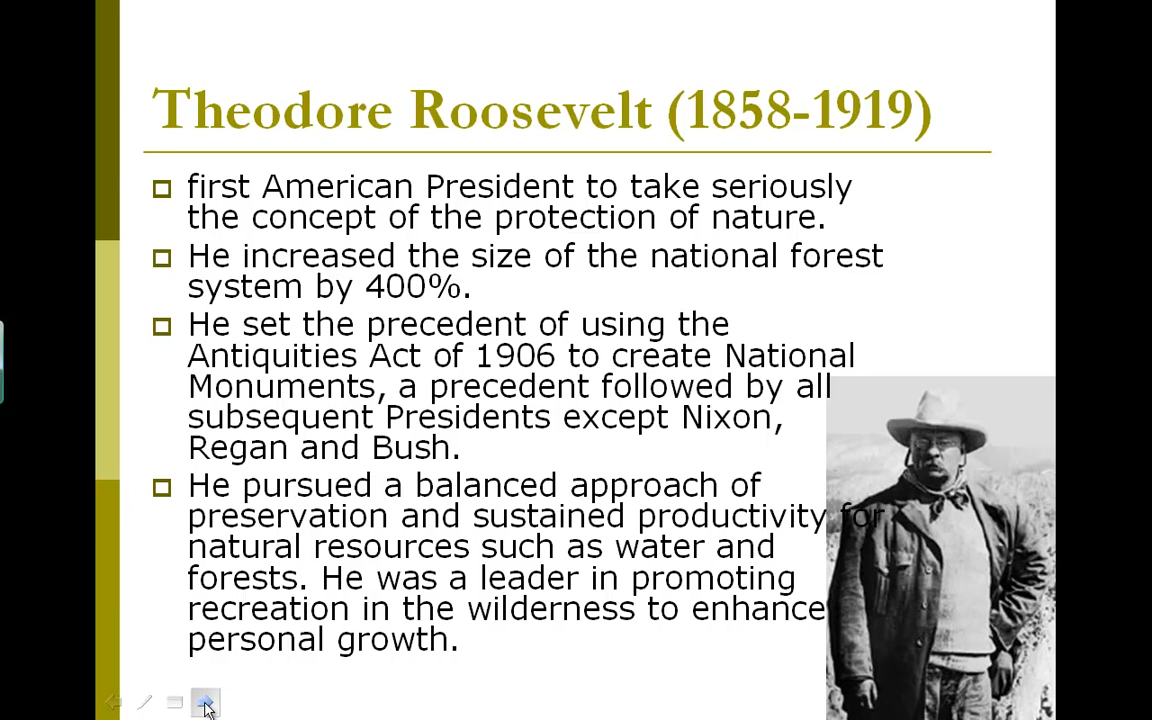 Theodore Roosevelt (1858-1919)
first American President to take seriously
the concept of the protection of nature.
He increased the size of the national forest
system by 400%.
He set the precedent of using the
Antiquities Act of 1906 to create National
Monuments, a precedent followed by all
subsequent Presidents except Nixon,
Regan and Bush.
He pursued a balanced approach of
preservation and sustained productivity for
natural resources such as water and
forests. He was a leader in promoting
recreation in the wilderness to enhance
personal growth.